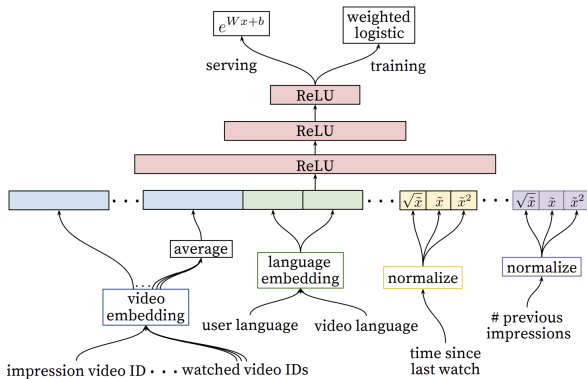 e^{Wx+b}
weighted
logistic
serving
training
ReLU
ReLU
ReLU
· · ·
· · ·
√x̃ x̃ x̃²
· · ·
√x̃ x̃ x̃²
average
language
embedding
normalize
normalize
· · ·
video
embedding
user language
video language
# previous
impressions
time since
last watch
impression video ID · · · watched video IDs